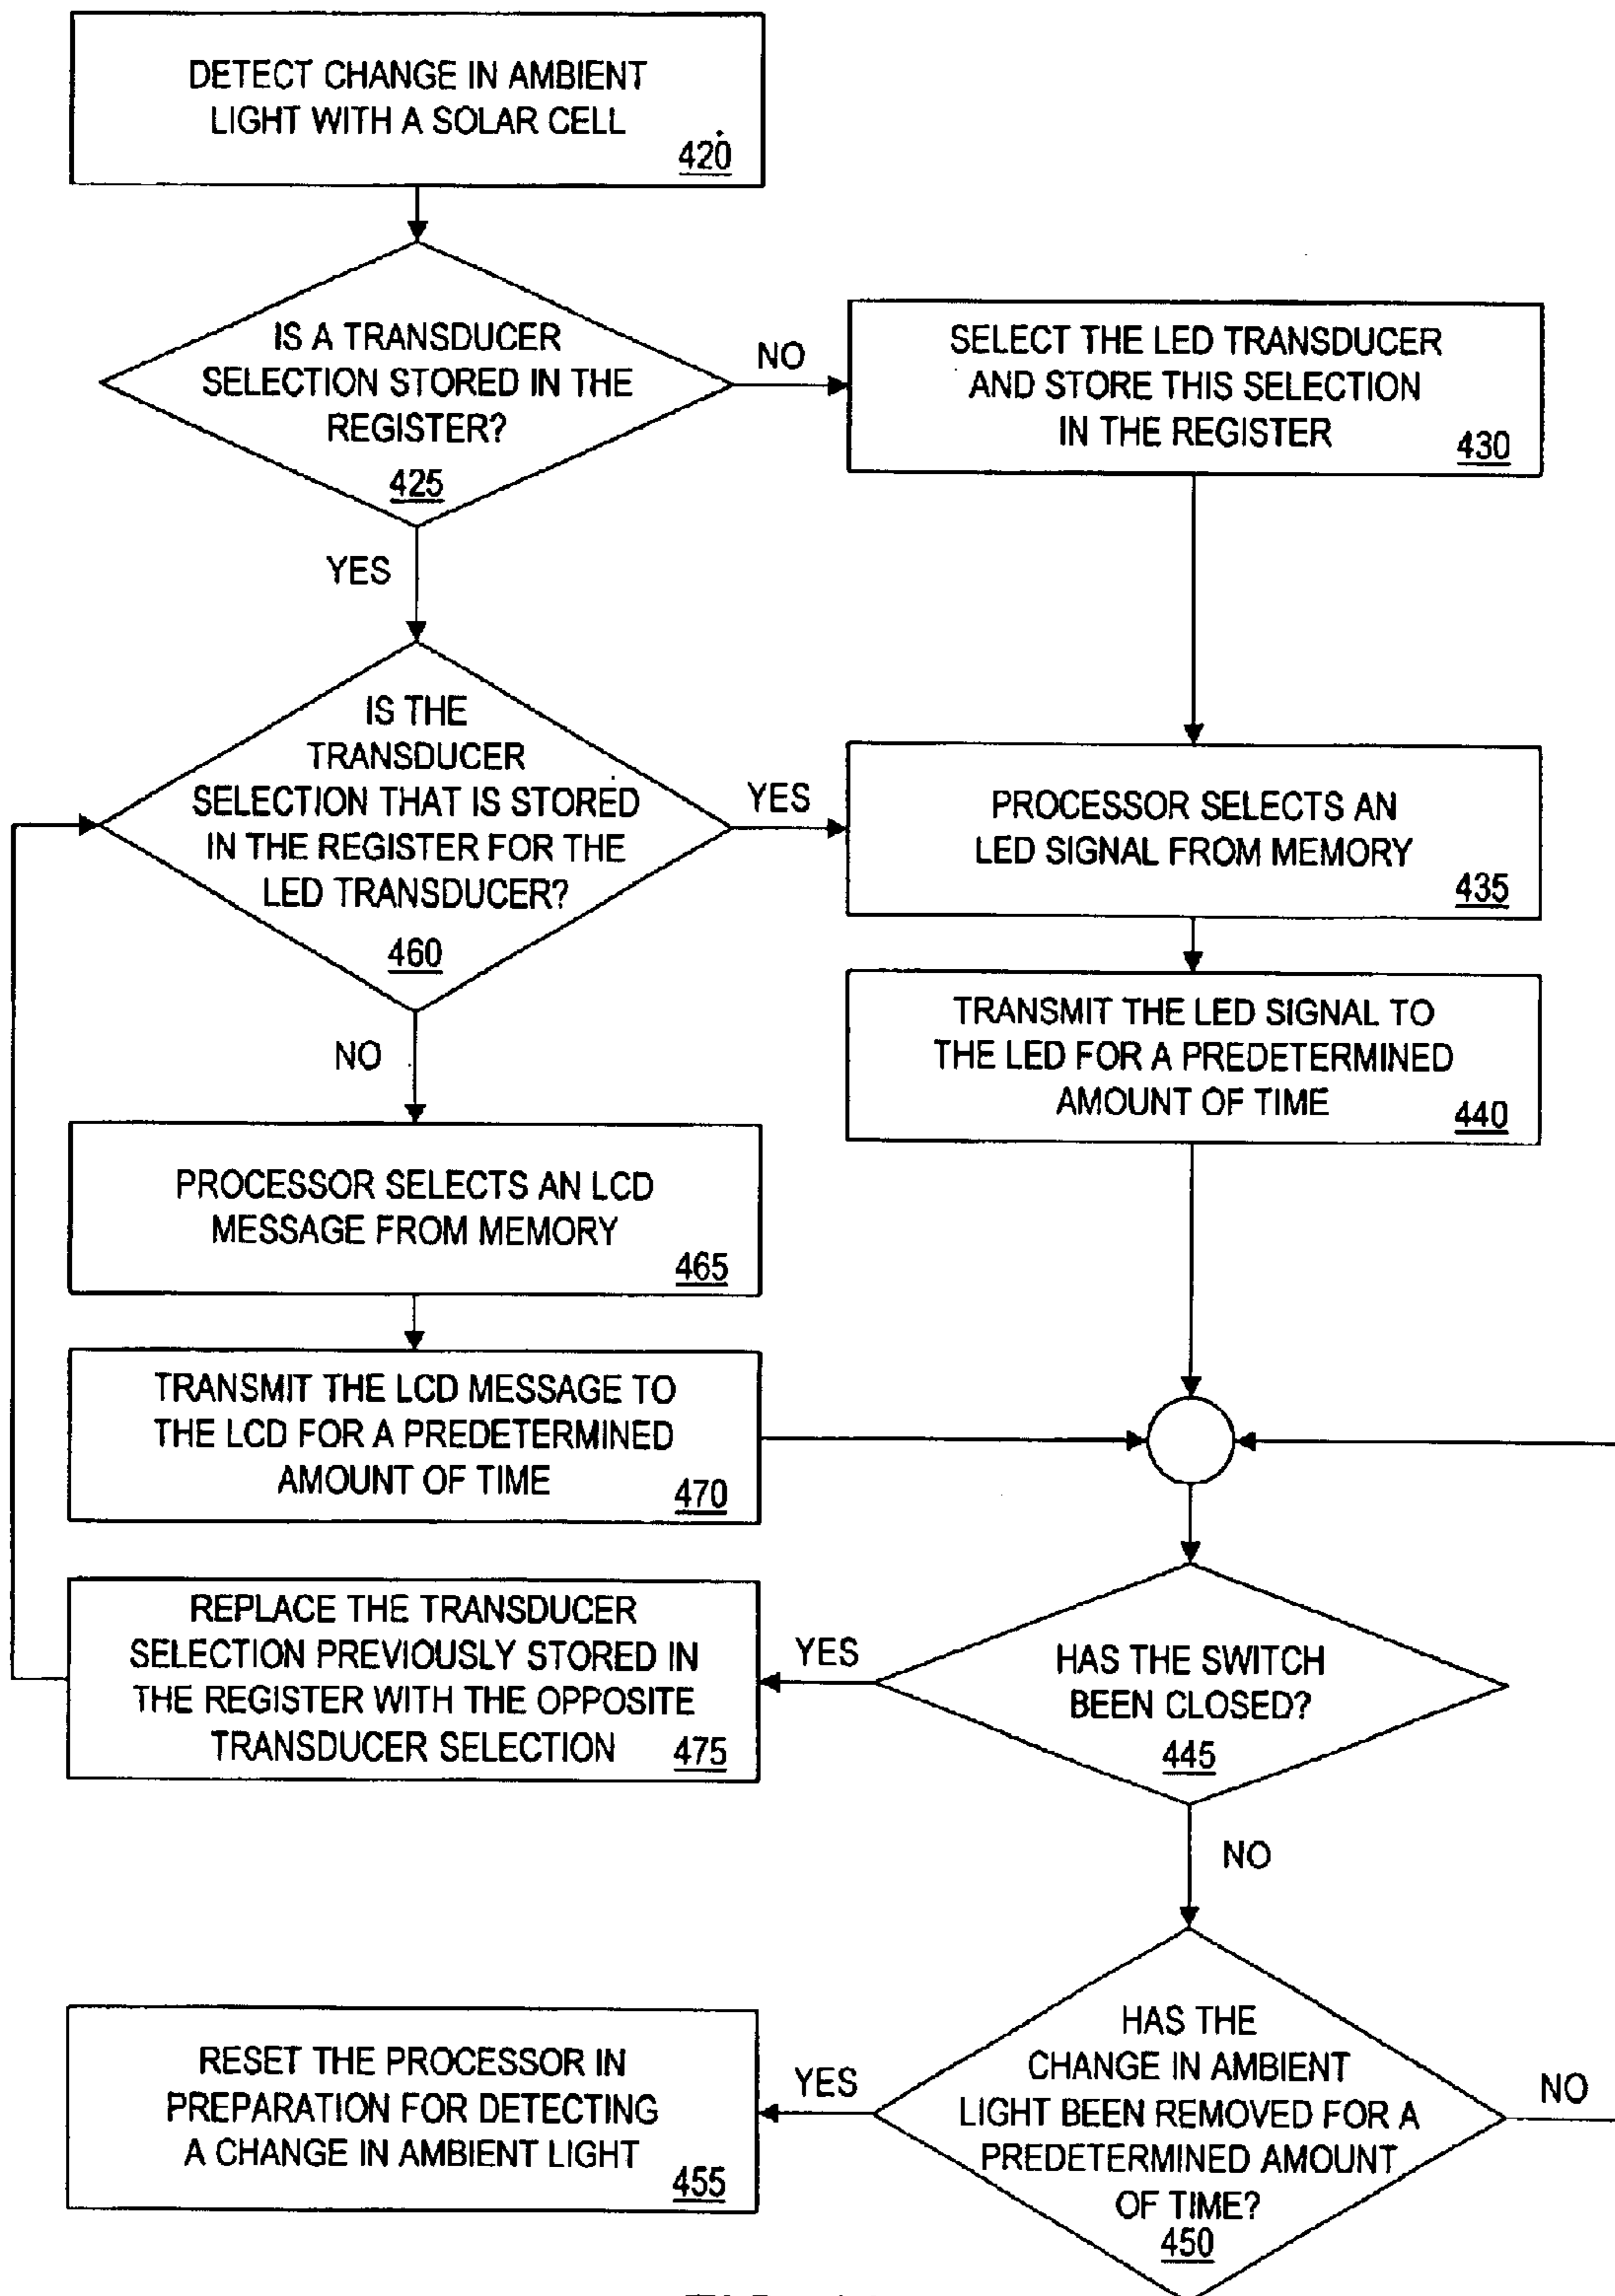 DETECT CHANGE IN AMBIENT
LIGHT WITH A SOLAR CELL
420
IS A TRANSDUCER
SELECTION STORED IN THE
REGISTER?
425
NO
SELECT THE LED TRANSDUCER
AND STORE THIS SELECTION
IN THE REGISTER
430
YES
IS THE
TRANSDUCER
SELECTION THAT IS STORED
IN THE REGISTER FOR THE
LED TRANSDUCER?
460
YES
PROCESSOR SELECTS AN
LED SIGNAL FROM MEMORY
435
TRANSMIT THE LED SIGNAL TO
THE LED FOR A PREDETERMINED
AMOUNT OF TIME
440
NO
PROCESSOR SELECTS AN LCD
MESSAGE FROM MEMORY
465
TRANSMIT THE LCD MESSAGE TO
THE LCD FOR A PREDETERMINED
AMOUNT OF TIME
470
REPLACE THE TRANSDUCER
SELECTION PREVIOUSLY STORED IN
THE REGISTER WITH THE OPPOSITE
TRANSDUCER SELECTION
475
YES
HAS THE SWITCH
BEEN CLOSED?
445
NO
RESET THE PROCESSOR IN
PREPARATION FOR DETECTING
A CHANGE IN AMBIENT LIGHT
455
YES
HAS THE
CHANGE IN AMBIENT
LIGHT BEEN REMOVED FOR A
PREDETERMINED AMOUNT
OF TIME?
450
NO